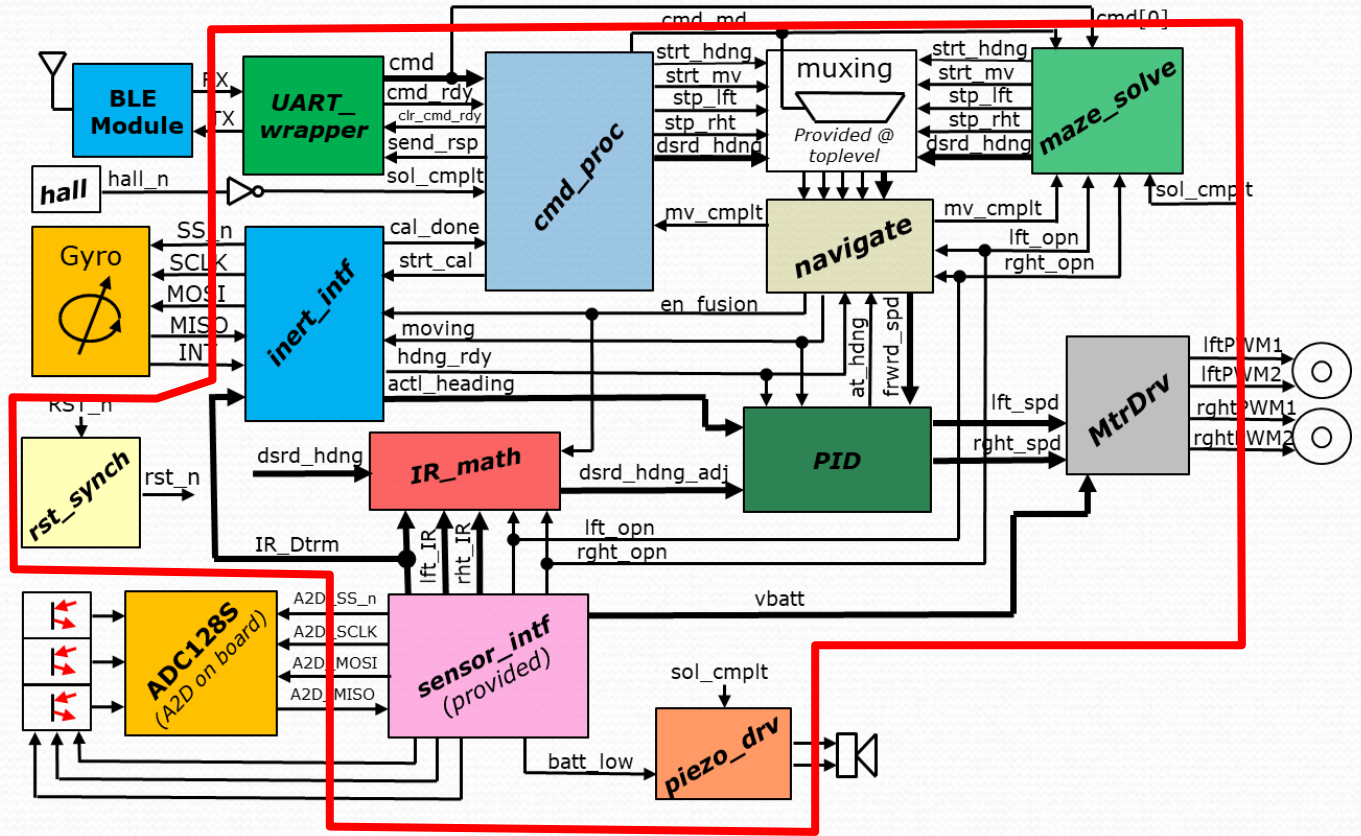 cmd_md
cmd[0]
BLE
Module
RX
TX
UART_
wrapper
cmd
cmd_rdy
clr_cmd_rdy
send_rsp
sol_cmplt
cmd_proc
strt_hdng
strt_mv
stp_lft
stp_rht
dsrd_hdng
muxing
Provided @
toplevel
strt_hdng
strt_mv
stp_lft
stp_rht
dsrd_hdng
maze_solve
hall
hall_n
sol_cmplt
Gyro
SS_n
SCLK
MOSI
MISO
INT
inert_intf
cal_done
strt_cal
mv_cmplt
navigate
mv_cmplt
lft_opn
rght_opn
en_fusion
moving
hdng_rdy
actl_heading
at_hdng
frwrd_spd
lftPWM1
lftPWM2
rghtPWM1
rghtPWM2
MtrDrv
lft_spd
rght_spd
PID
RST_n
rst_synch
rst_n
dsrd_hdng
IR_math
dsrd_hdng_adj
IR_Dtrm
lft_IR
rht_IR
lft_opn
rght_opn
vbatt
ADC128S
(A2D on board)
A2D_SS_n
A2D_SCLK
A2D_MOSI
A2D_MISO
sensor_intf
(provided)
sol_cmplt
batt_low
piezo_drv